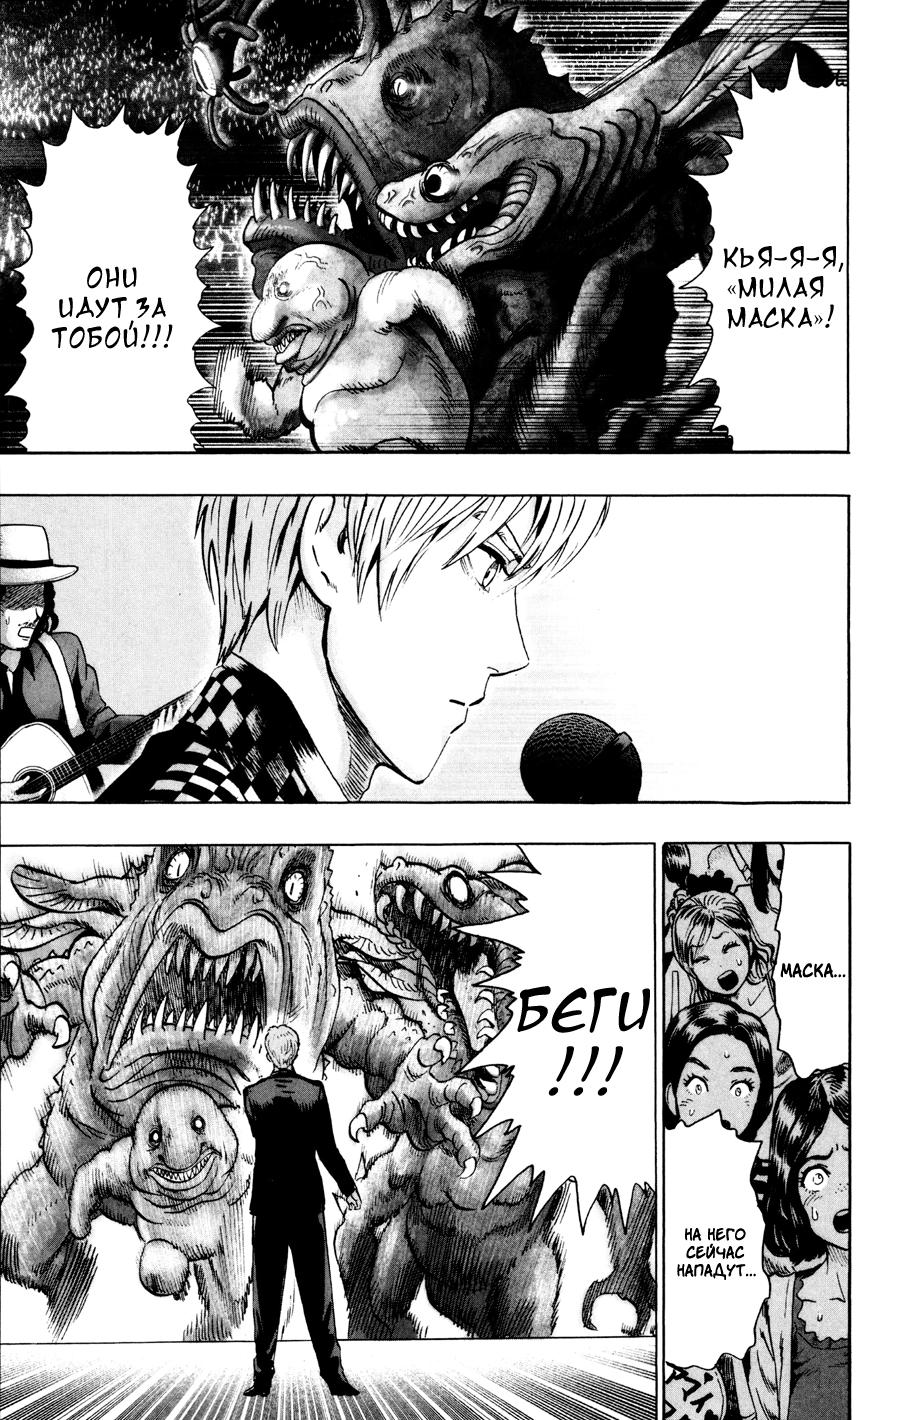 КЬЯ-Я-Я,
«МИЛАЯ
МАСКА»!
ОНИ
ИДУТ ЗА
ТОБОЙ!!!
МАСКА...
НА НЕГО
СЕЙЧАС
НАПАДУТ...
БЕГИ
!!!